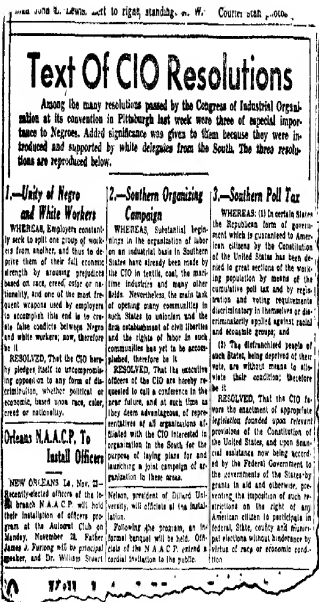 John L. Lewis. Left to right, standing, W. W. Courier Staff photos
Text Of CIO Resolutions
Among the many resolutions passed by the Congress of Industrial Organi-
zation at its convention in Pittsburgh last week were three of especial impor-
tance to Negroes. Added significance was given to them because they were in-
troduced and supported by white delegates from the South. The three resolu-
tions are reproduced below.
1.—Unity of Negro
and White Workers
WHEREAS, Employers constant-
ly seek to split one group of work-
ers from another, and thus to de-
prive them of their full economic
strength by arousing prejudices
based on race, creed, color or na-
tionality, and one of the most fre-
quent weapons used by employers
to accomplish this end is to cre-
ate false conflicts between Negro
and white workers; now, therefore
be it
RESOLVED, That the CIO here-
by pledges itself to uncompromis-
ing opposition to any form of dis-
crimination, whether political or
economic, based upon race, color,
creed or nationality.
Orleans N.A.A.C.P. To
Install Officers
NEW ORLEANS, La., Nov. 23—
Recently-elected officers of the lo-
cal branch N.A.A.C.P. will hold
their installation of officers pro-
gram at the Autocrat Club on
Monday, November 28. Father
James J. Furlong will be principal
speaker, and Dr. William Stuart
2.—Southern Organizing
Campaign
WHEREAS, Substantial begin-
nings in the organization of labor
on an industrial basis in Southern
States have already been made by
the CIO in textile, coal, the mari-
time industries and many other
fields. Nevertheless, the main task
of opening many communities in
such States to unionism and the
firm establishment of civil liberties
and the rights of labor in such
communities has yet to be accom-
plished, therefore be it
RESOLVED, That the executive
officers of the CIO are hereby re-
quested to call a conference in the
near future, and at such time as
they deem advantageous, of repre-
sentatives of all organizations af-
filiated with the CIO interested in
organization in the South for the
purpose of laying plans for and
launching a joint campaign of or-
ganization to these areas.
Nelson, president of Dillard Uni-
versity, will officiate at the instal-
lation.
Following the program, an in-
formal banquet will be held. Offi-
cials of the N A A C P. extend a
cordial invitation to the public.
3.—Southern Poll Tax
WHEREAS: (1) In certain States
the Republican form of govern-
ment which is guaranteed to Amer-
ican citizens by the Constitution
of the United States has been de-
nied to great sections of the work-
ing population by means of the
cumulative poll tax and by regis-
tration and voting requirements
discriminatory in themselves or dis-
criminatorily applied against racial
and economic groups; and
(2) The disfranchised people of
such States, being deprived of their
vote, are without means to alle-
viate their condition; therefore
be it
RESOLVED, That the CIO fa-
vors the enactment of appropriate
legislation founded upon relevant
provisions of the Constitution of
the United States, and upon finan-
cial assistance now being accord-
ed by the Federal Government to
the governments of the States by
grants in aid and otherwise, pre-
venting the imposition of such re-
strictions on the right of any
American citizen to participate in
federal, State, county and munici-
pal elections without hindrance by
virtue of race or economic condi-
tion